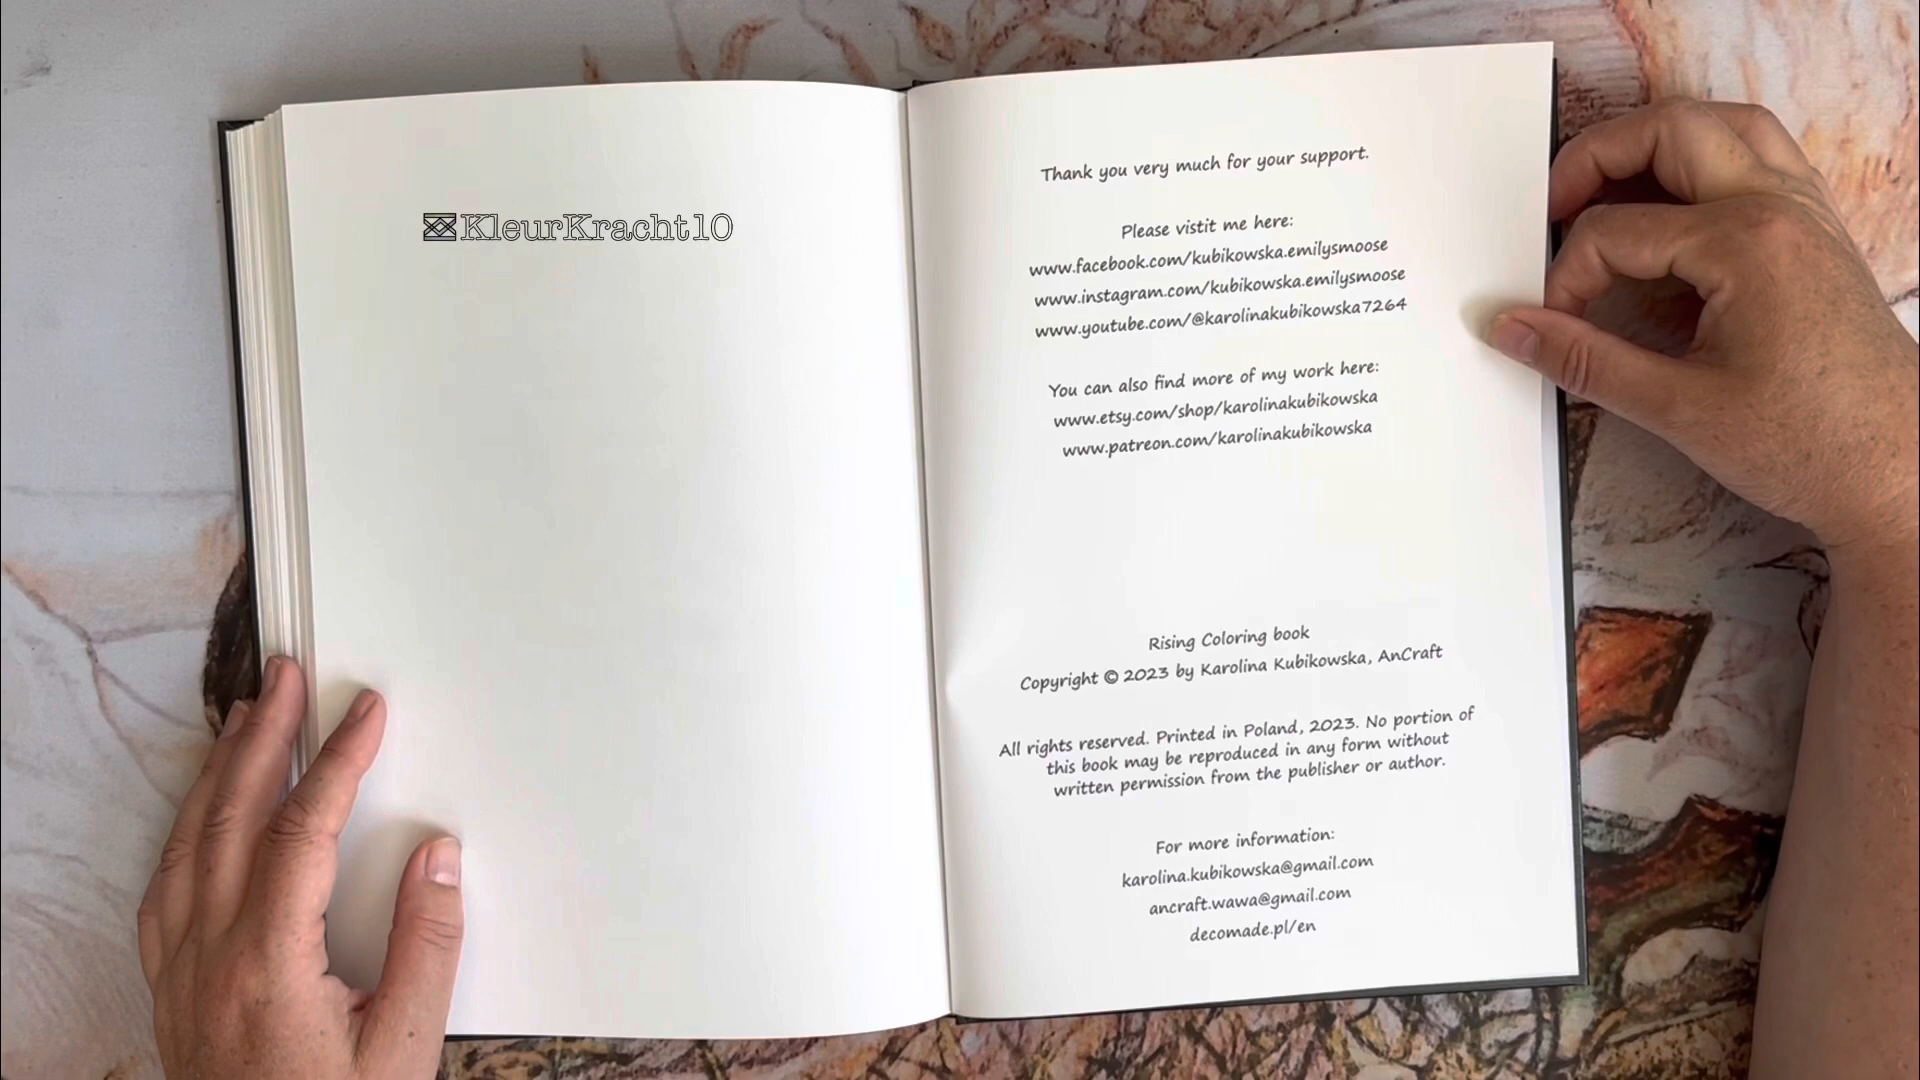 KleurKracht10
Thank you very much for your support.
Please vistit me here:
www.facebook.com/kubikowska.emilysmoose
www.instagram.com/kubikowska.emilysmoose
www.youtube.com/@karolinakubikowska7264
You can also find more of my work here:
www.etsy.com/shop/karolinakubikowska
www.patreon.com/karolinakubikowska
Rising Coloring book
Copyright © 2023 by Karolina Kubikowska, AnCraft
All rights reserved. Printed in Poland, 2023. No portion of
this book may be reproduced in any form without
written permission from the publisher or author.
For more information:
karolina.kubikowska@gmail.com
ancraft.wawa@gmail.com
decomade.pl/en